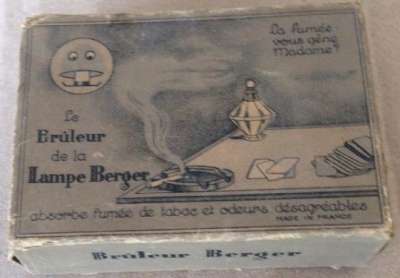 La fumée
vous gêne
Madame
Le
Brûleur
de la
Lampe Berger
absorbe fumée de tabac et odeurs désagréables
MADE IN FRANCE
Brûleur Berger